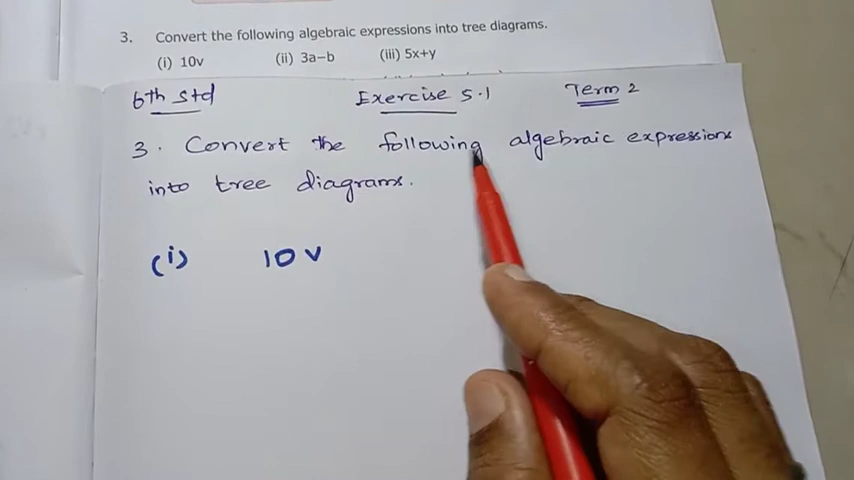 3. Convert the following algebraic expressions into tree diagrams.
(i) 10v (ii) 3a–b (iii) 5x+y
6th Std Exercise 5.1 Term 2
3. Convert the following algebraic expressions
into tree diagrams.
(i) 10v